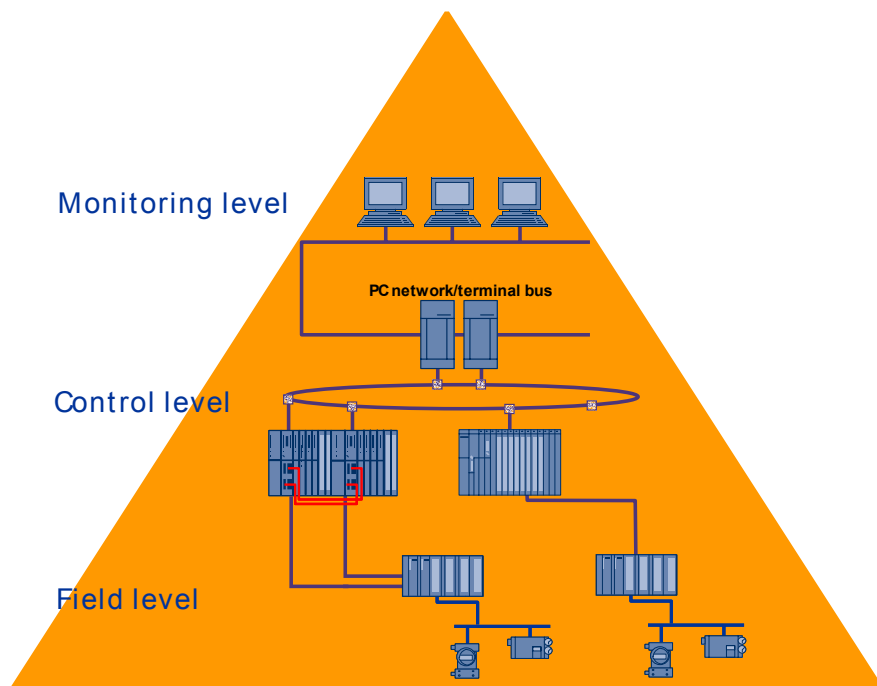 Monitoring level
PC network/terminal bus
Control level
Field level